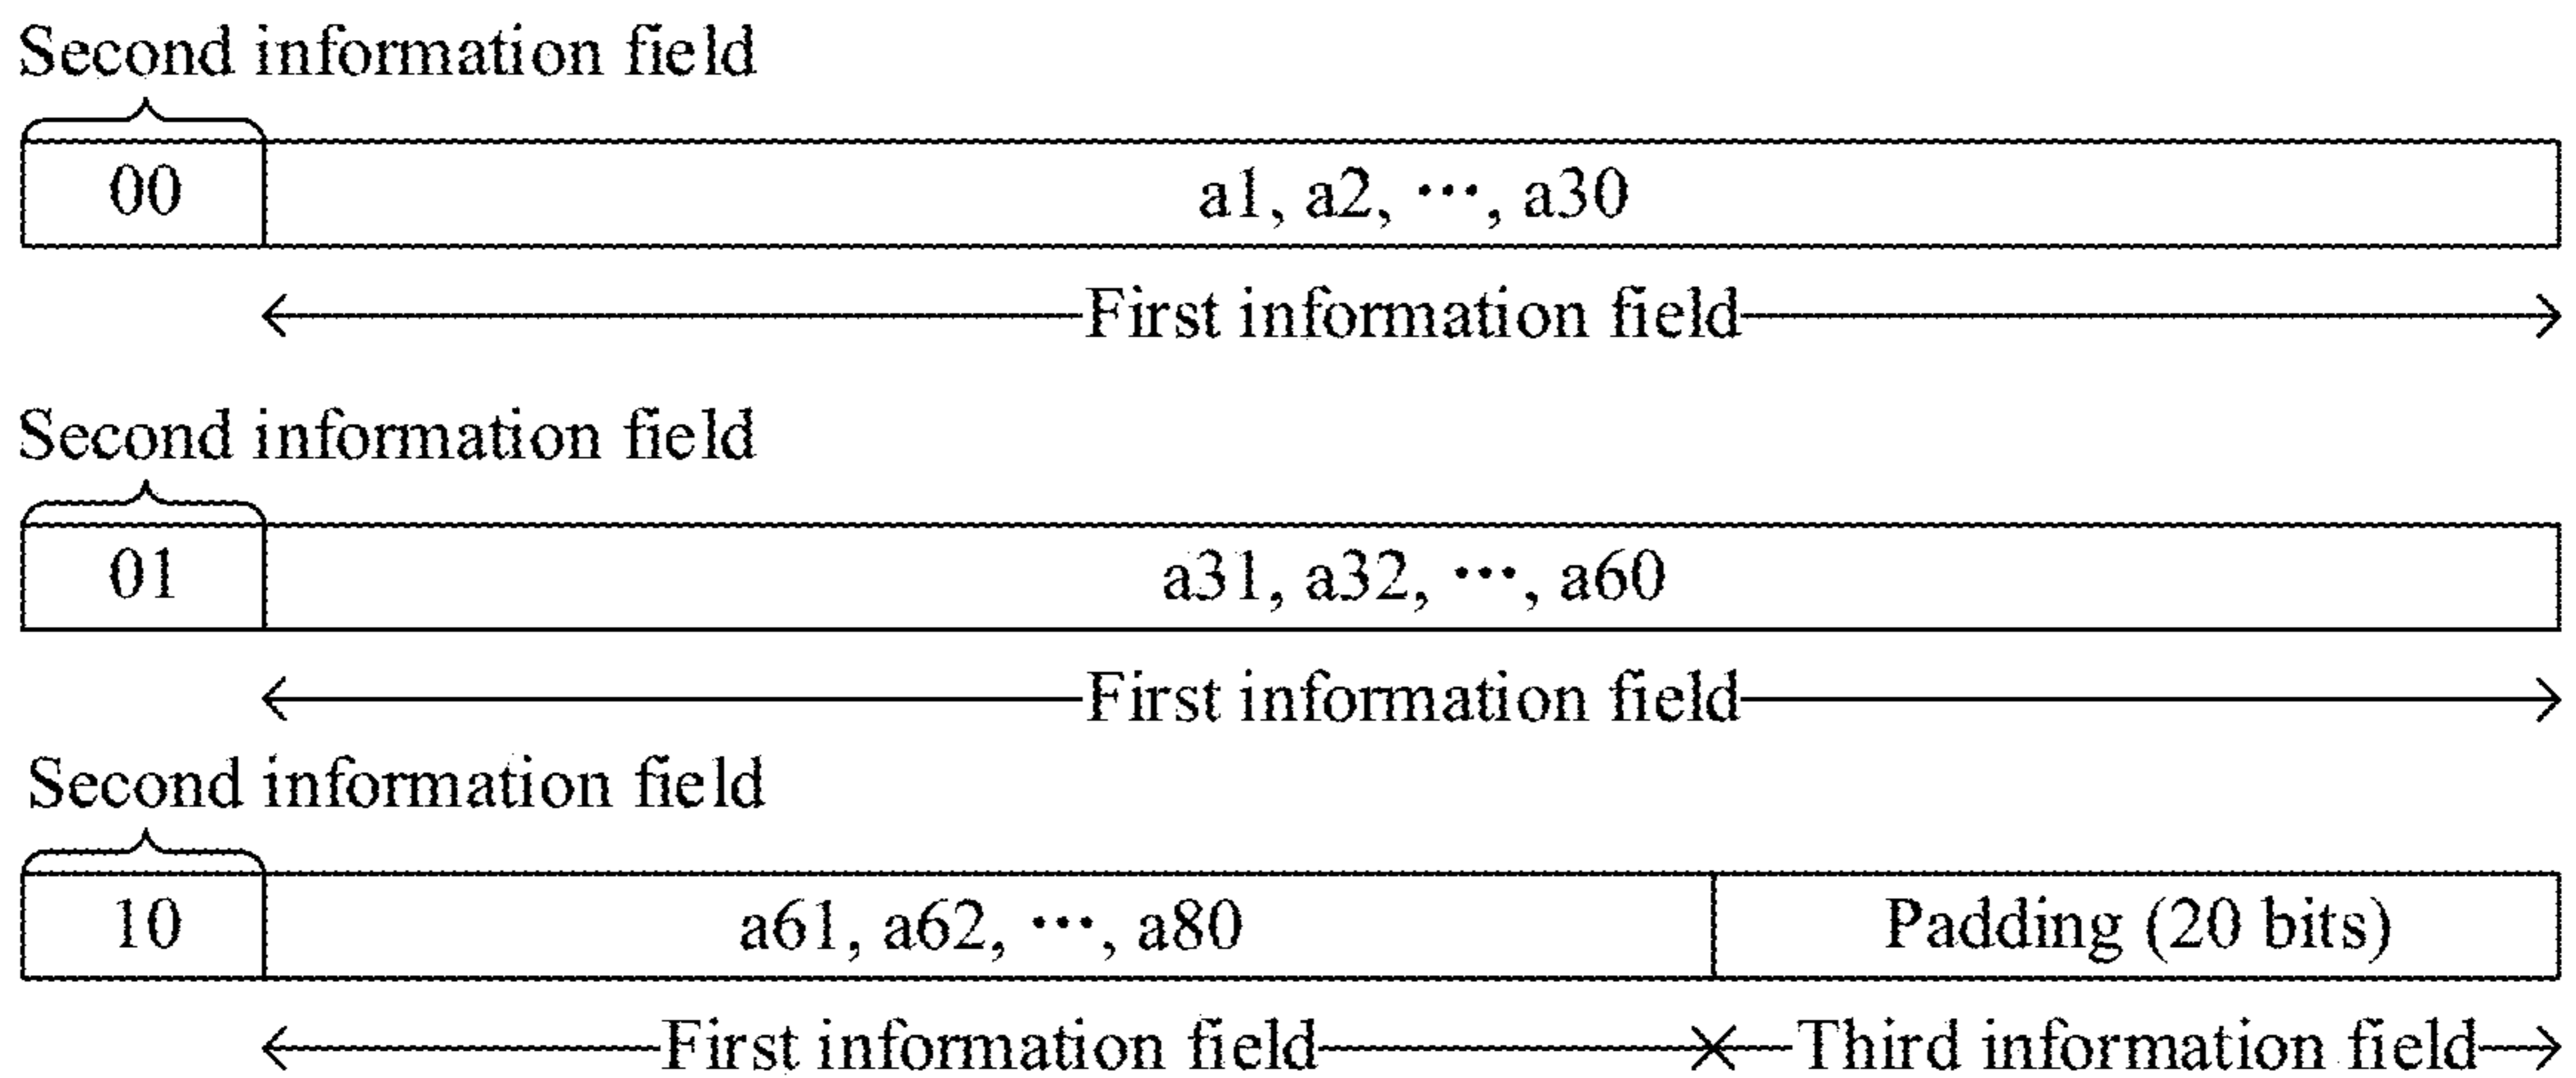 Second information field
00 a1, a2, ···, a30
First information field
Second information field
01 a31, a32, ···, a60
First information field
Second information field
10 a61, a62, ···, a80 Padding (20 bits)
First information field Third information field